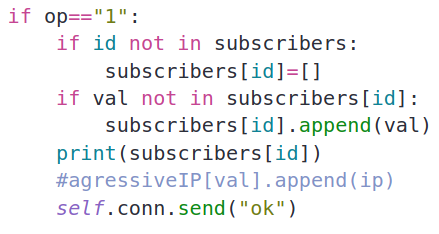 if op=="1":
    if id not in subscribers:
        subscribers[id]=[]
    if val not in subscribers[id]:
        subscribers[id].append(val)
    print(subscribers[id])
    #agressiveIP[val].append(ip)
    self.conn.send("ok")